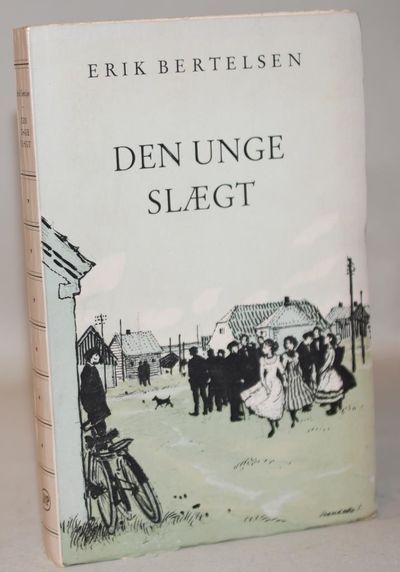 ERIK BERTELSEN
DEN UNGE
SLÆGT